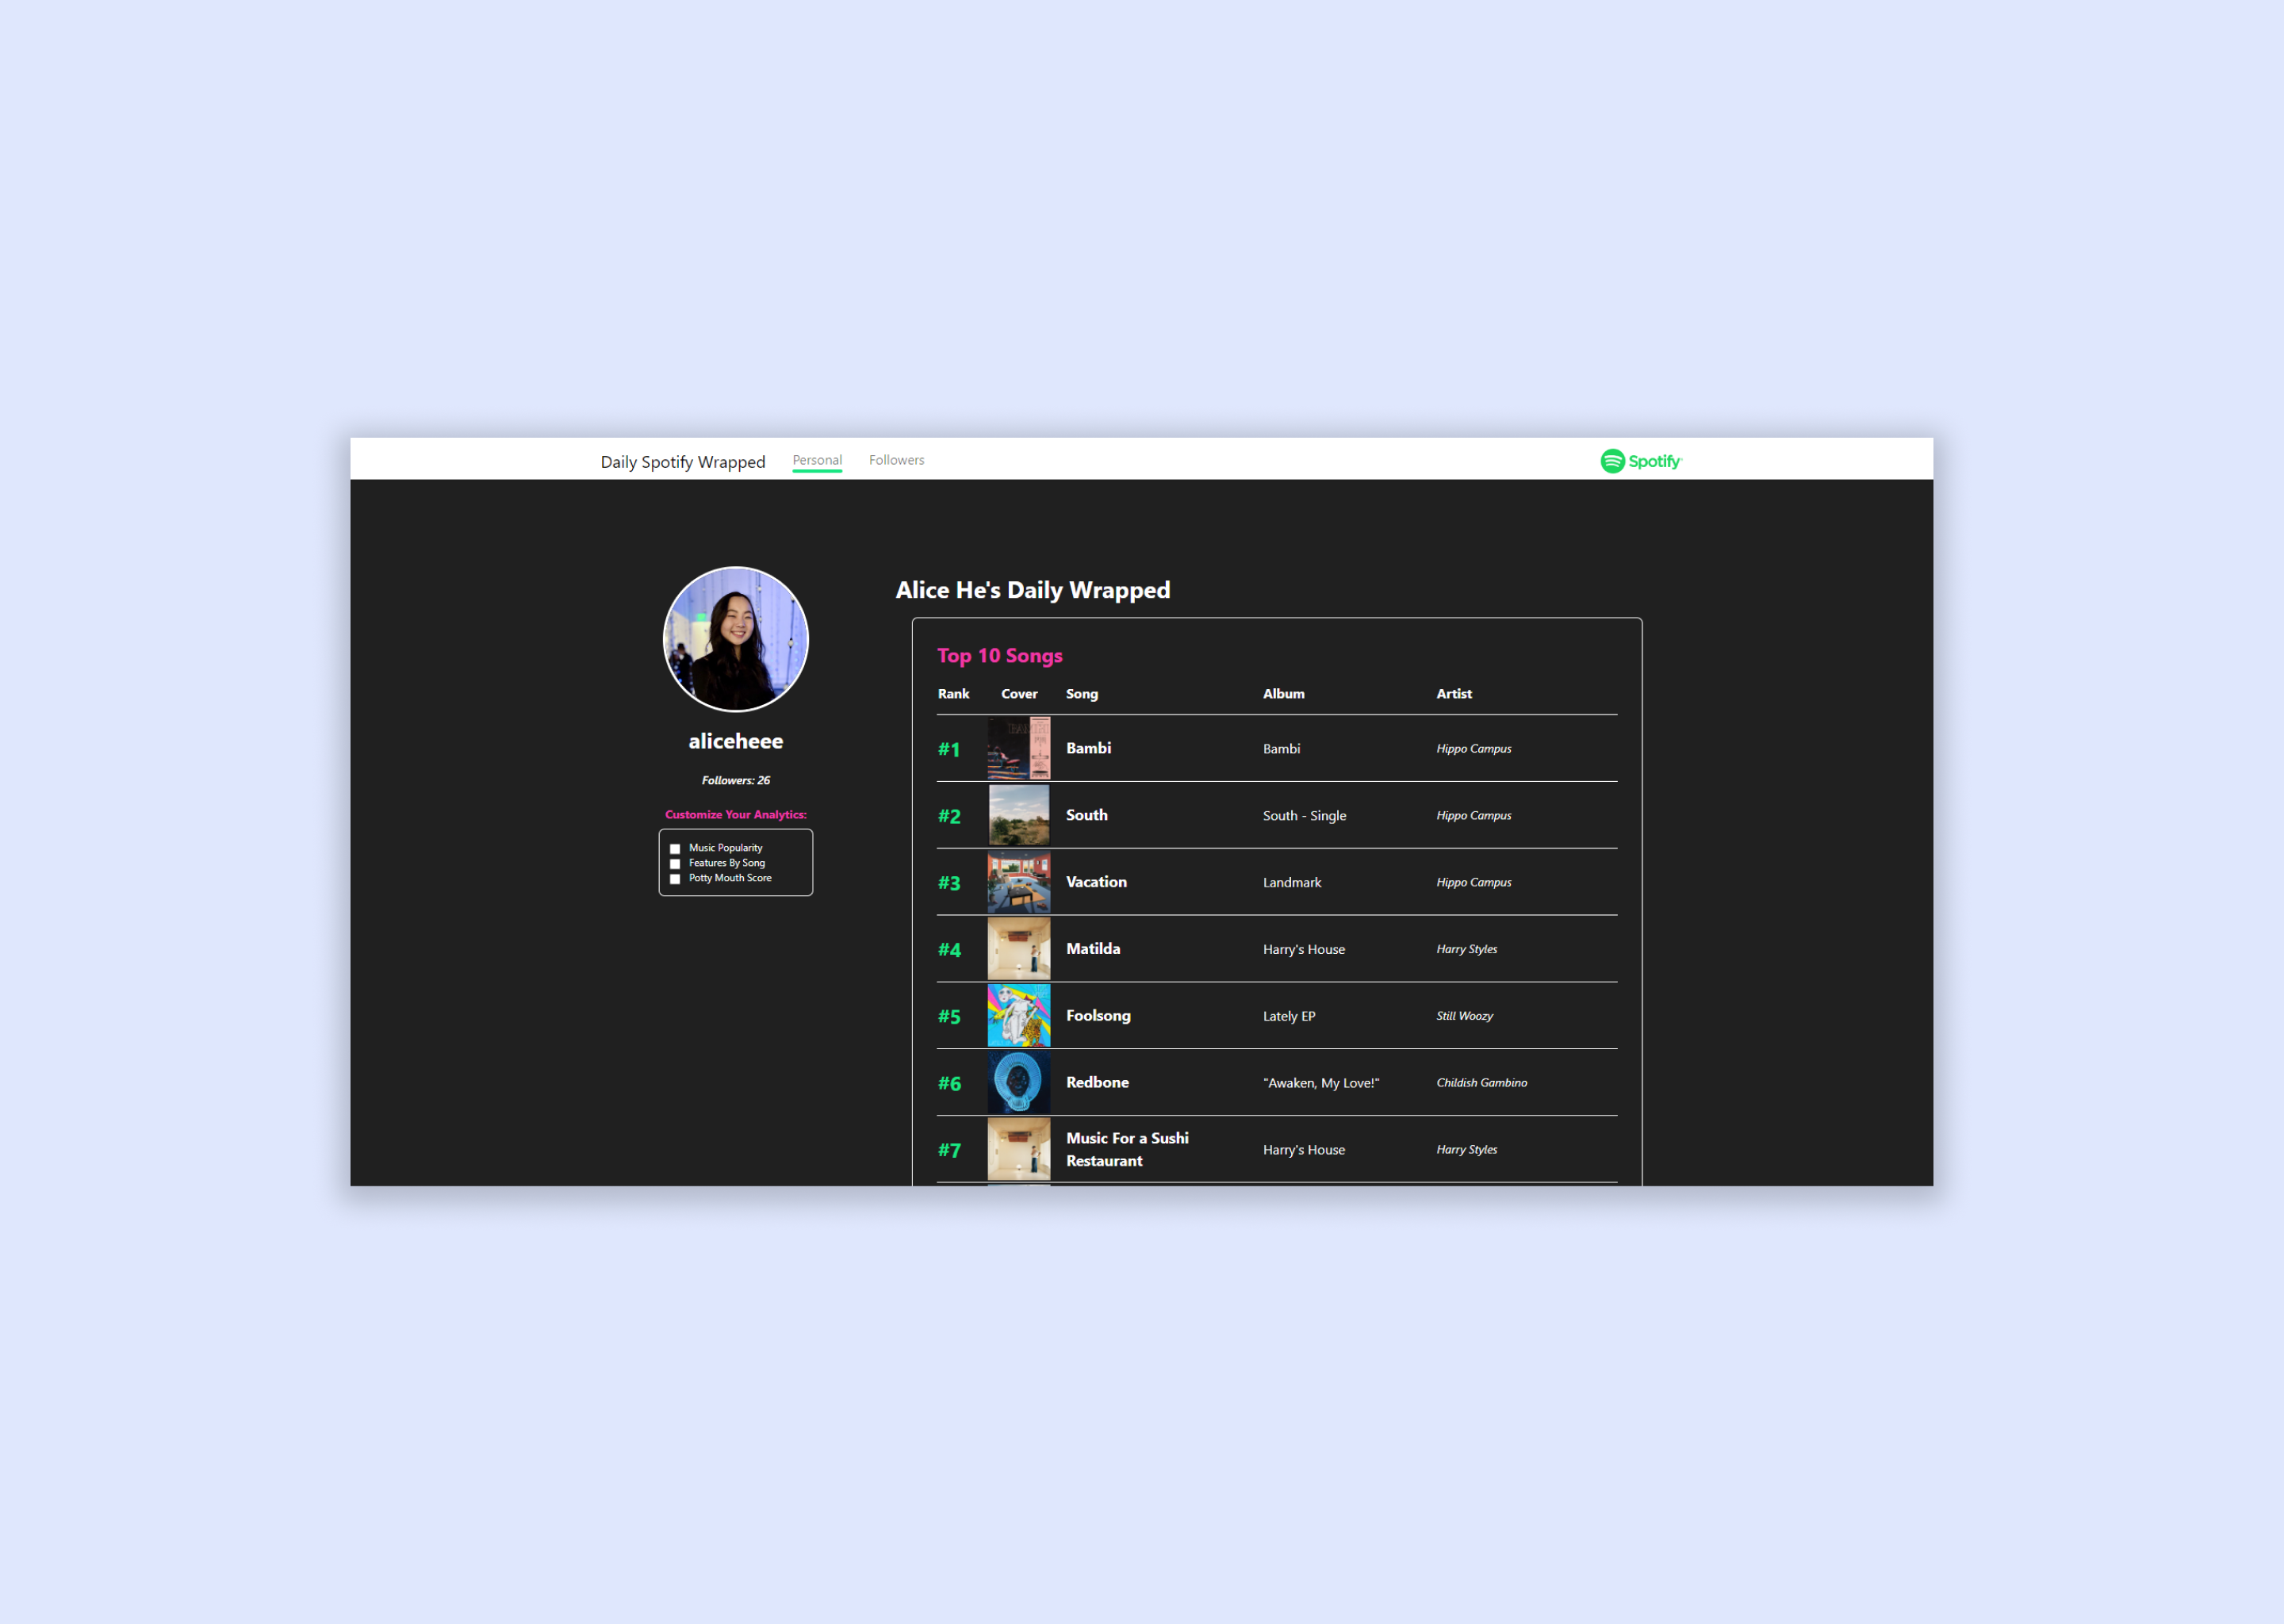 Daily Spotify Wrapped Personal Followers Spotify
Alice He's Daily Wrapped
aliceheee
Followers: 26
Customize Your Analytics:
Music Popularity
Features By Song
Potty Mouth Score
Top 10 Songs
Rank Cover Song Album Artist
#1 Bambi Bambi Hippo Campus
#2 South South - Single Hippo Campus
#3 Vacation Landmark Hippo Campus
#4 Matilda Harry's House Harry Styles
#5 Foolsong Lately EP Still Woozy
#6 Redbone "Awaken, My Love!" Childish Gambino
#7 Music For a Sushi
Restaurant Harry's House Harry Styles